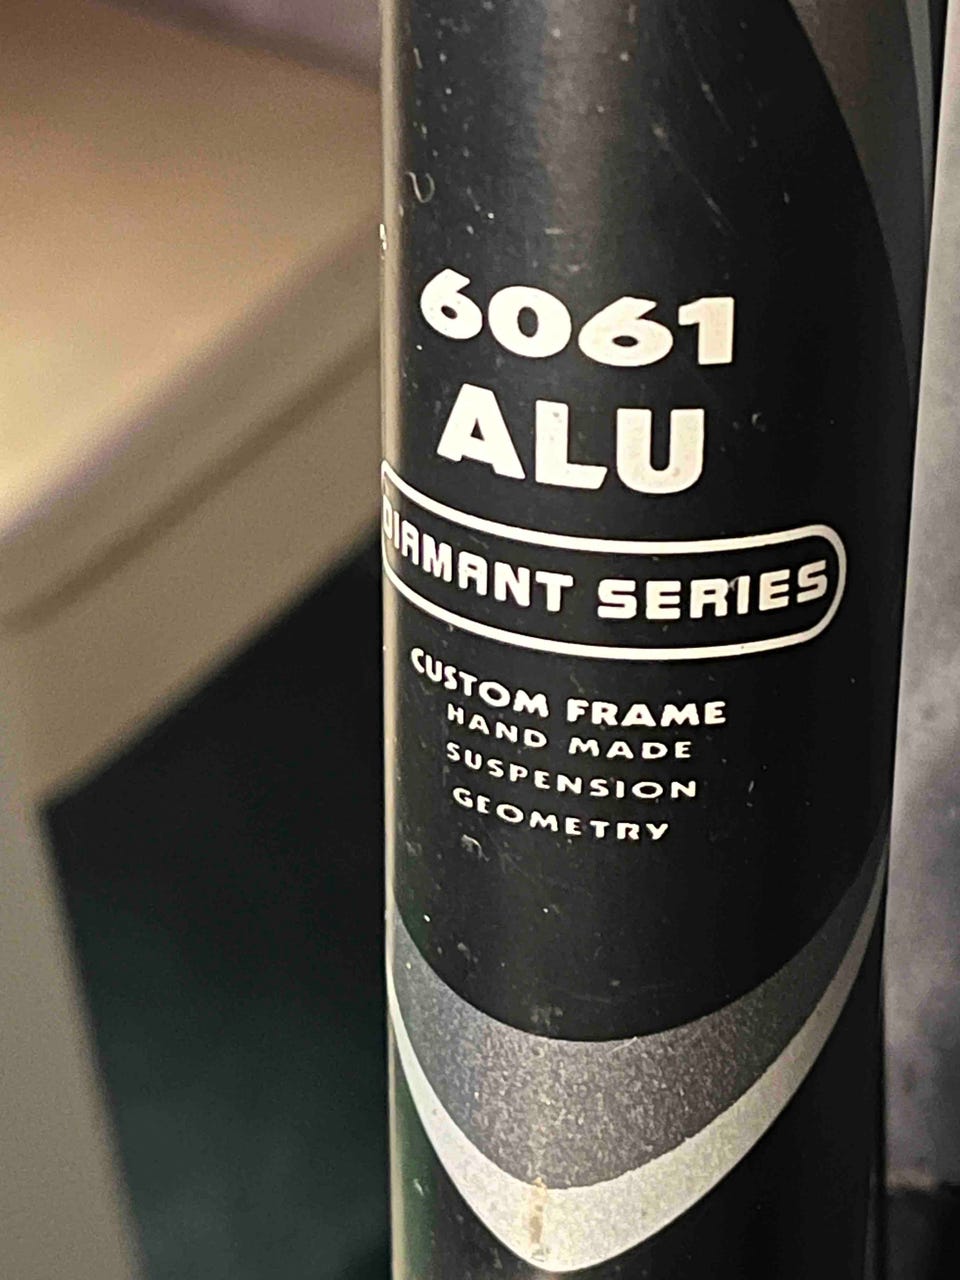 6061
ALU
DIAMANT SERIES
CUSTOM FRAME
HAND MADE
SUSPENSION
GEOMETRY